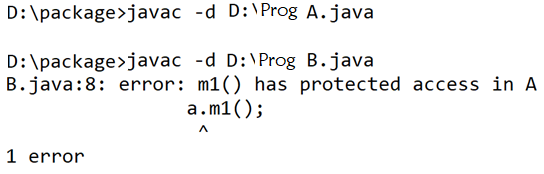 D:\package>javac -d D:\Prog A.java
D:\package>javac -d D:\Prog B.java
B.java:8: error: m1() has protected access in A
a.m1();
^
1 error